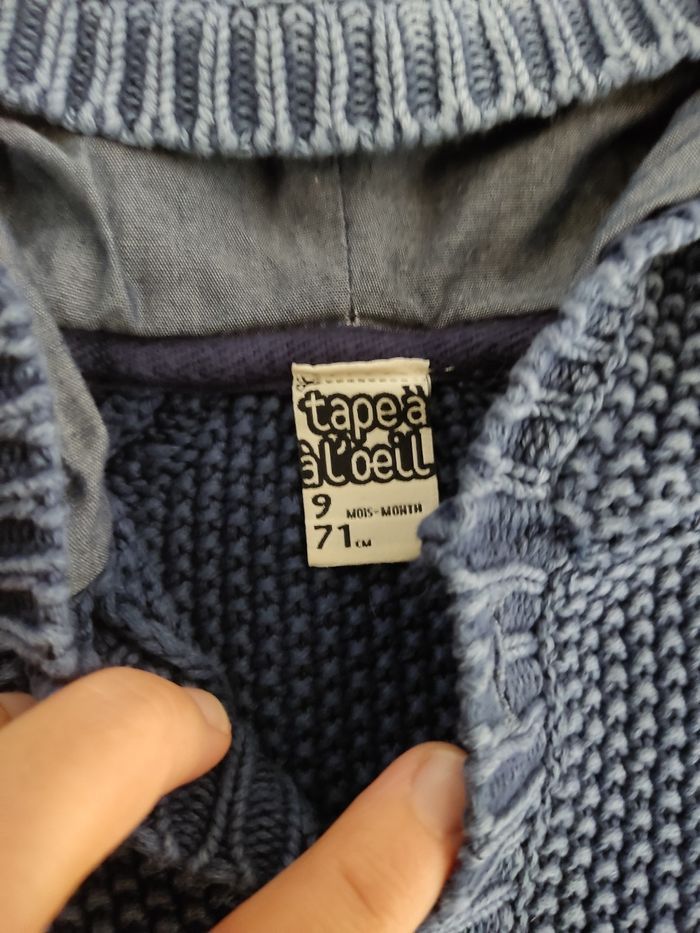 tape à
à l'oeil
9 MOIS-MONTH
71 CM